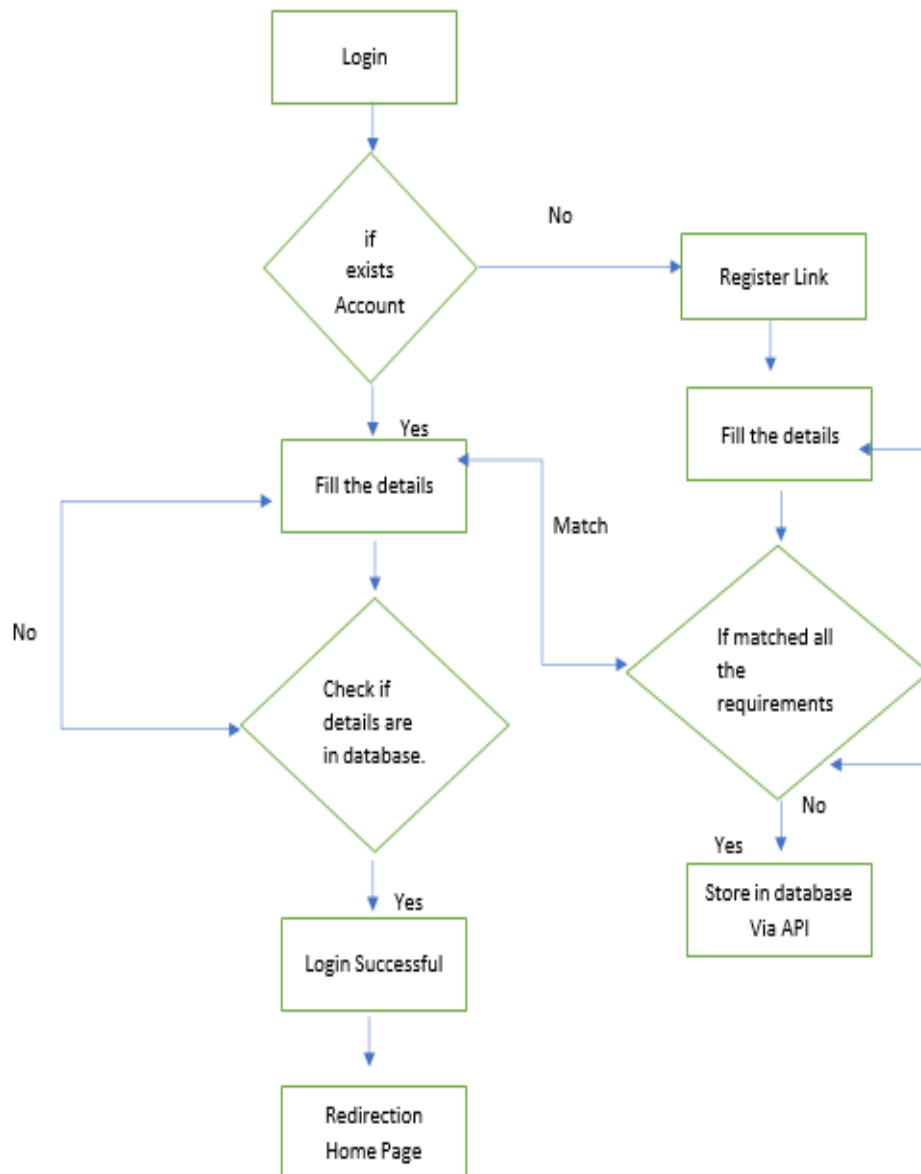 Login
No
if
exists
Account
Register Link
Yes
Fill the details
Fill the details
Match
No
If matched all
the
requirements
Check if
details are
in database.
No
Yes
Yes
Store in database
Via API
Login Successful
Redirection
Home Page